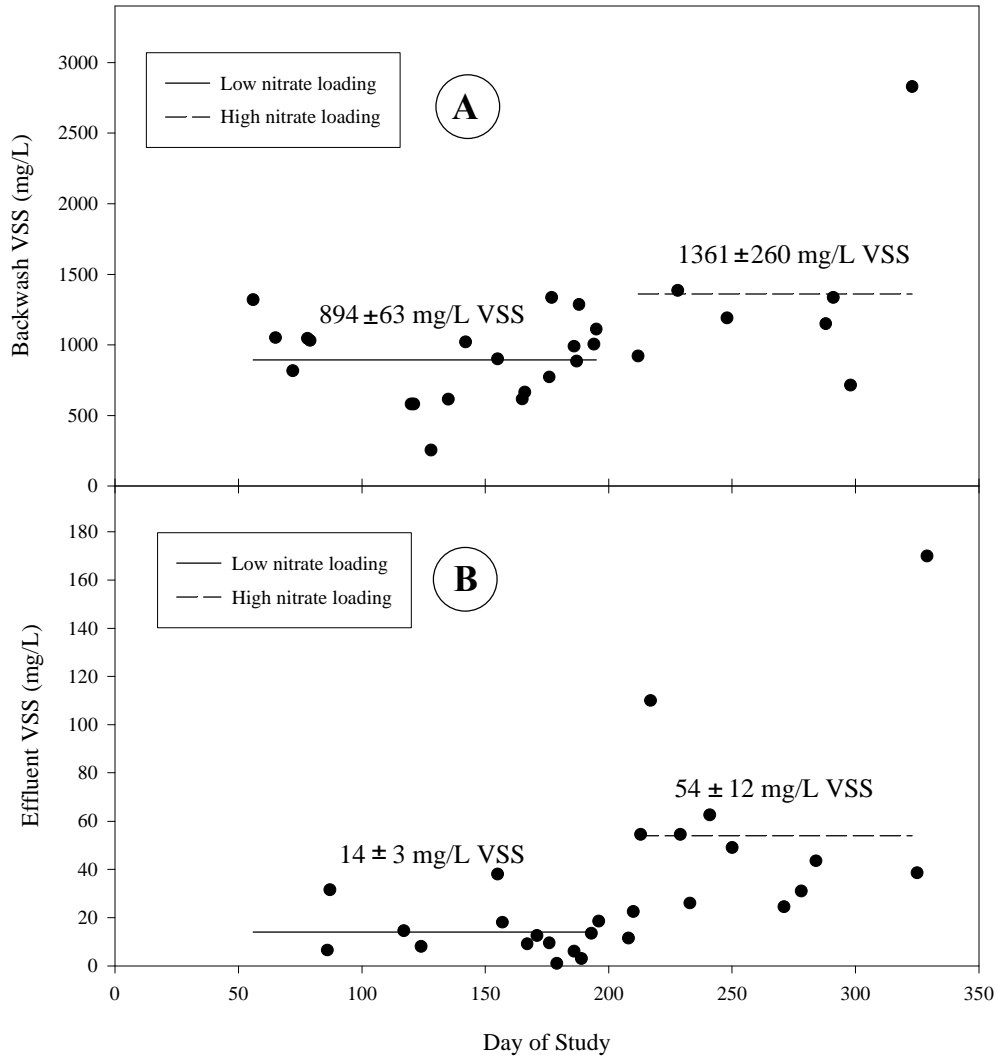 3000
2500
2000
1500
1000
500
0
Backwash VSS (mg/L)
Low nitrate loading
High nitrate loading
A
894 ±63 mg/L VSS
1361 ±260 mg/L VSS
180
160
140
120
100
80
60
40
20
0
Effluent VSS (mg/L)
Low nitrate loading
High nitrate loading
B
14 ± 3 mg/L VSS
54 ± 12 mg/L VSS
0 50 100 150 200 250 300 350
Day of Study